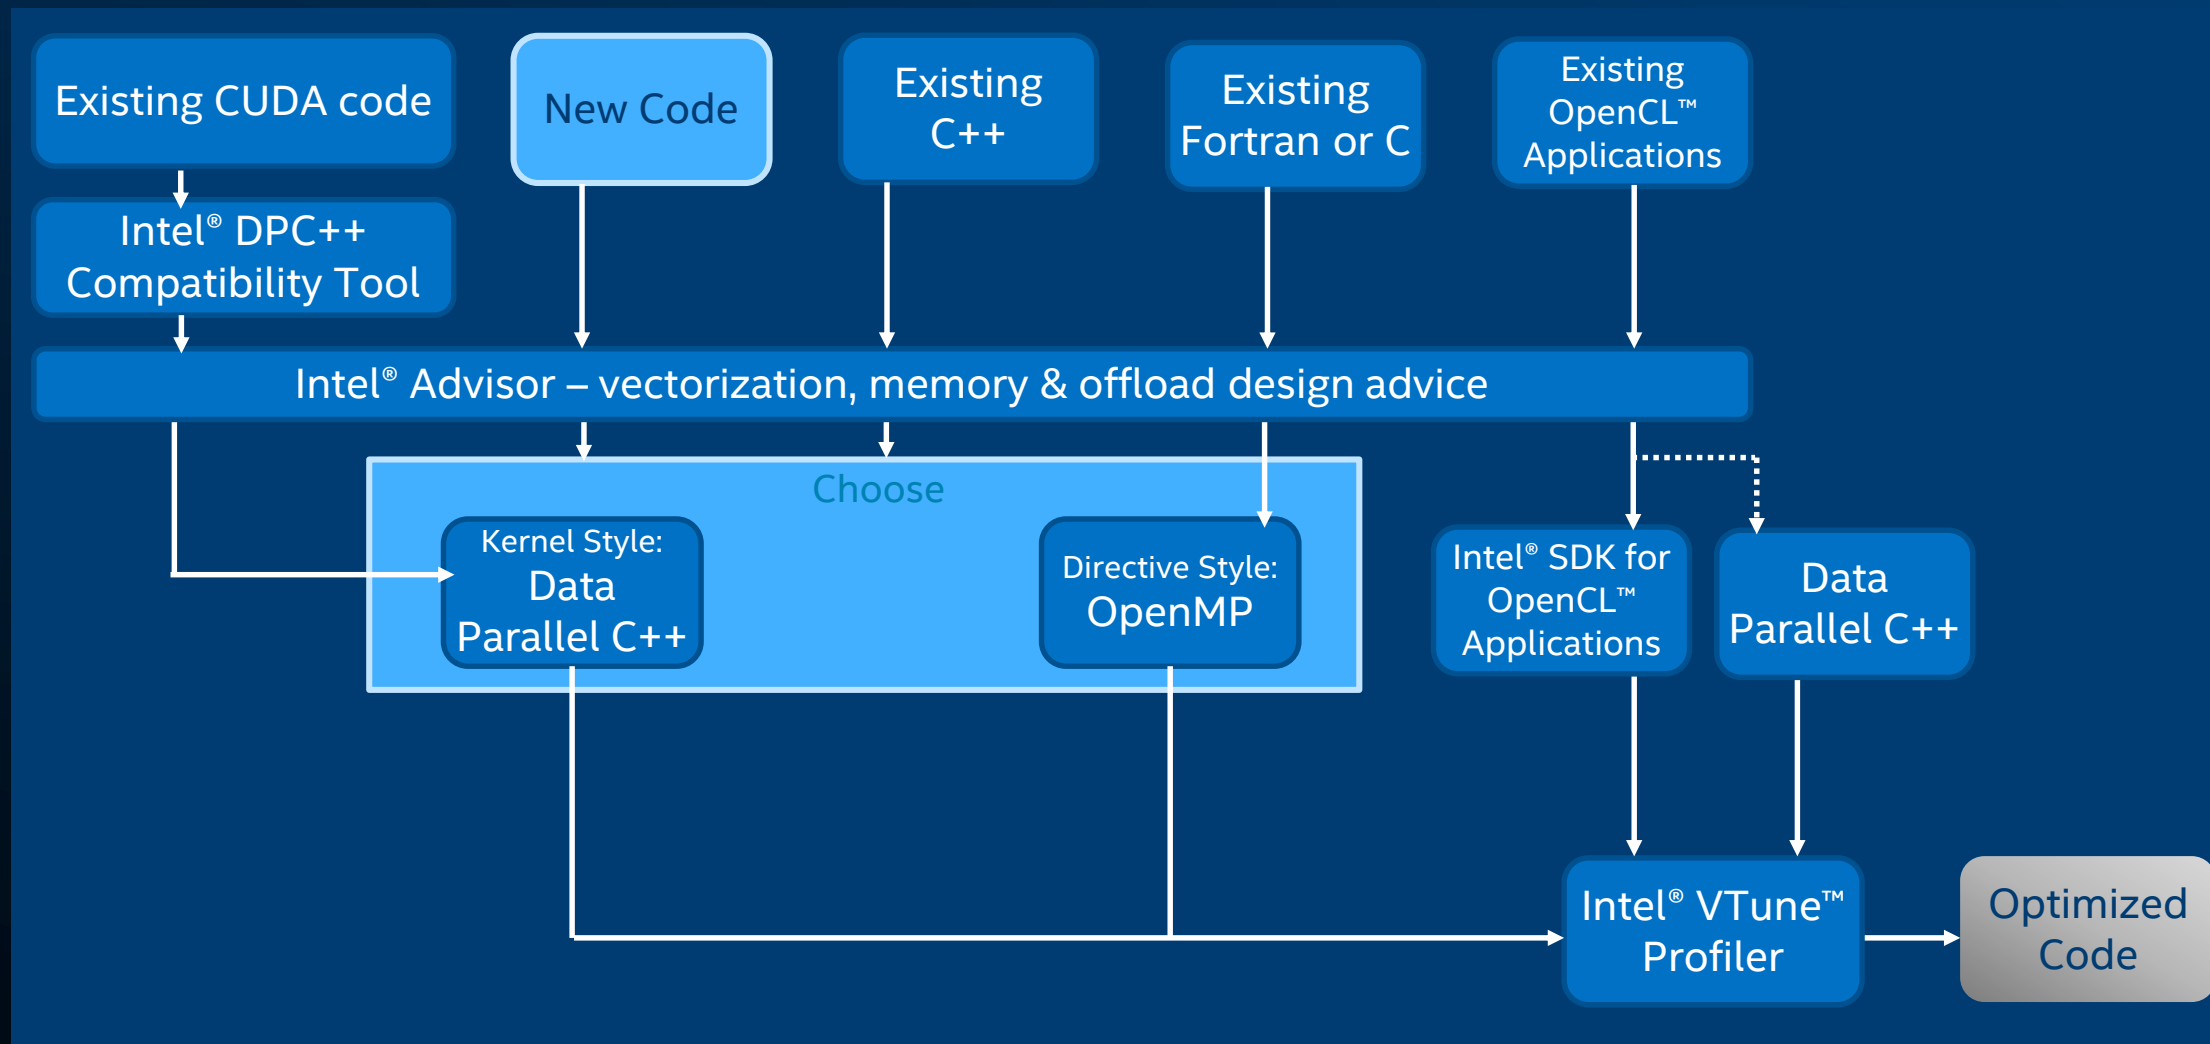 Existing CUDA code
New Code
Existing
C++
Existing
Fortran or C
Existing
OpenCL™
Applications
Intel® DPC++
Compatibility Tool
Intel® Advisor – vectorization, memory & offload design advice
Choose
Kernel Style:
Data
Parallel C++
Directive Style:
OpenMP
Intel® SDK for
OpenCL™
Applications
Data
Parallel C++
Intel® VTune™
Profiler
Optimized
Code